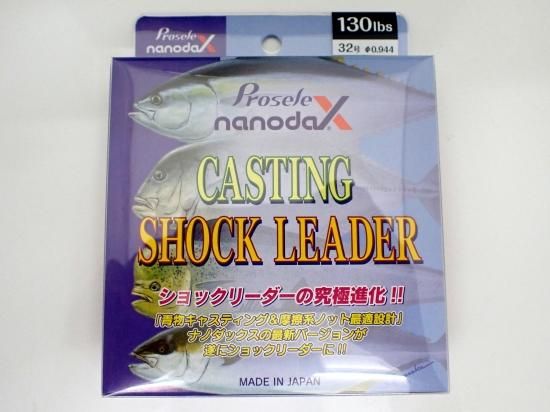 Prosele
nanodaX
130lbs
32号 φ0.944
Prosele
nanodaX®
CASTING
SHOCK LEADER
ショックリーダーの究極進化!!
「青物キャスティング&摩擦系ノット最適設計」
ナノダックスの最新バージョンが
遂にショックリーダーに!!
MADE IN JAPAN